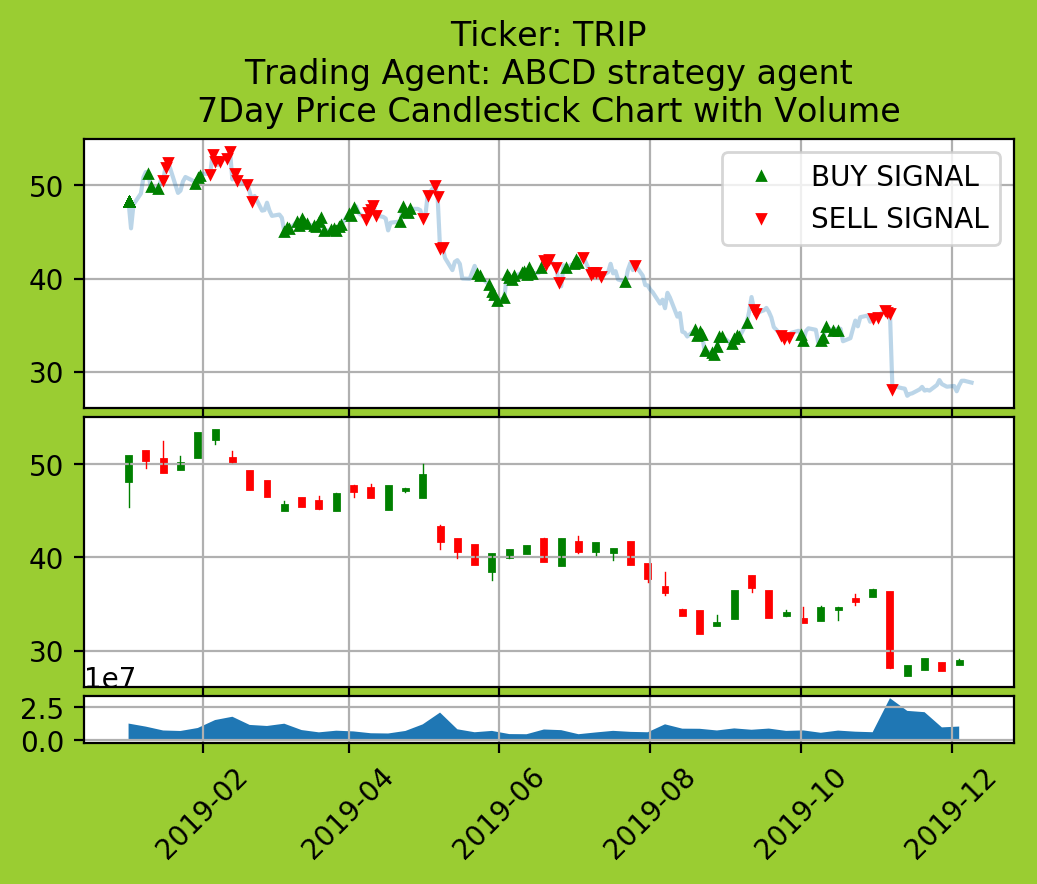 Ticker: TRIP
Trading Agent: ABCD strategy agent
7Day Price Candlestick Chart with Volume
BUY SIGNAL
SELL SIGNAL
50
40
30
50
40
30
1e7
2.5
0.0
2019-02
2019-04
2019-06
2019-08
2019-10
2019-12